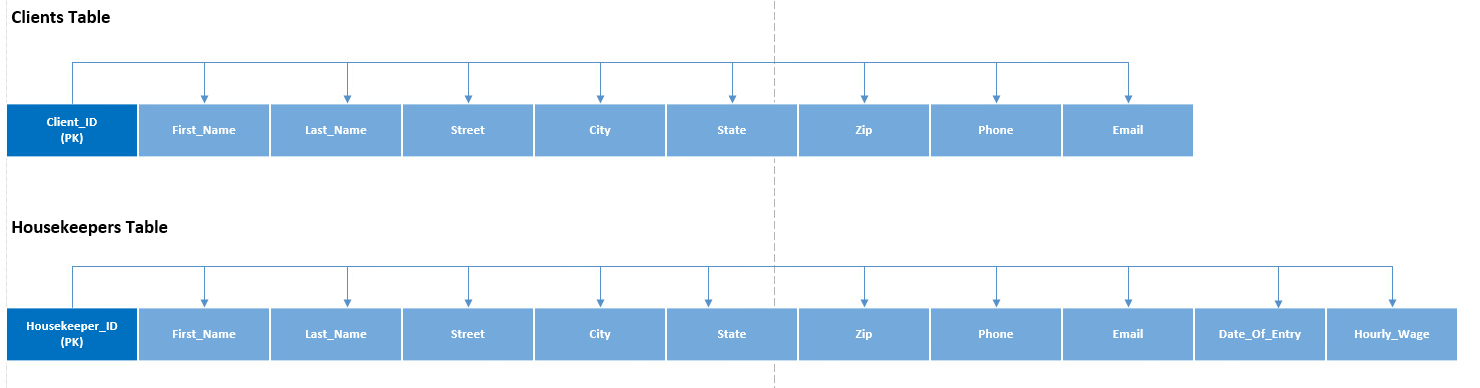 Clients Table
Client_ID
(PK)
First_Name
Last_Name
Street
City
State
Zip
Phone
Email
Housekeepers Table
Housekeeper_ID
(PK)
First_Name
Last_Name
Street
City
State
Zip
Phone
Email
Date_Of_Entry
Hourly_Wage